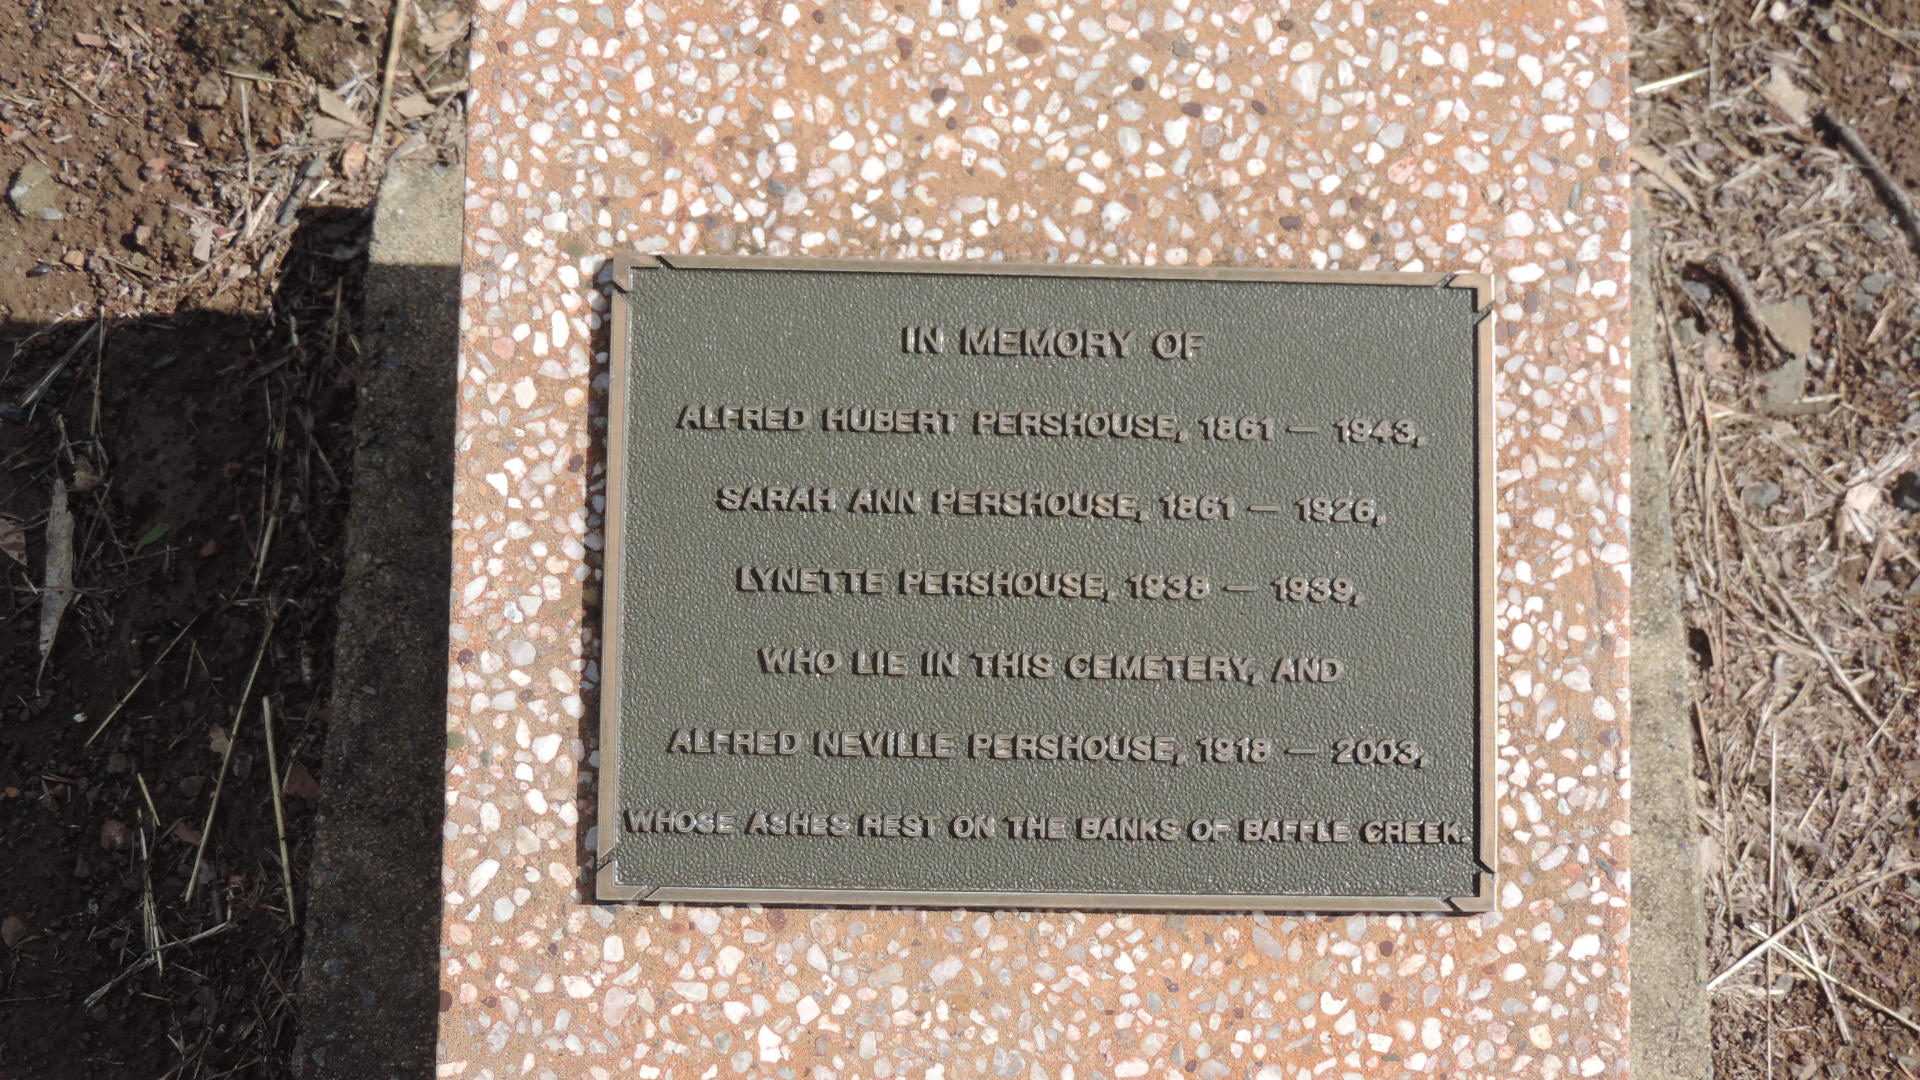 IN MEMORY OF
ALFRED HUBERT PERSHOUSE, 1861 — 1943,
SARAH ANN PERSHOUSE, 1861 — 1926,
LYNETTE PERSHOUSE, 1938 — 1939,
WHO LIE IN THIS CEMETERY, AND
ALFRED NEVILLE PERSHOUSE, 1918 — 2003,
WHOSE ASHES REST ON THE BANKS OF BAFFLE CREEK.